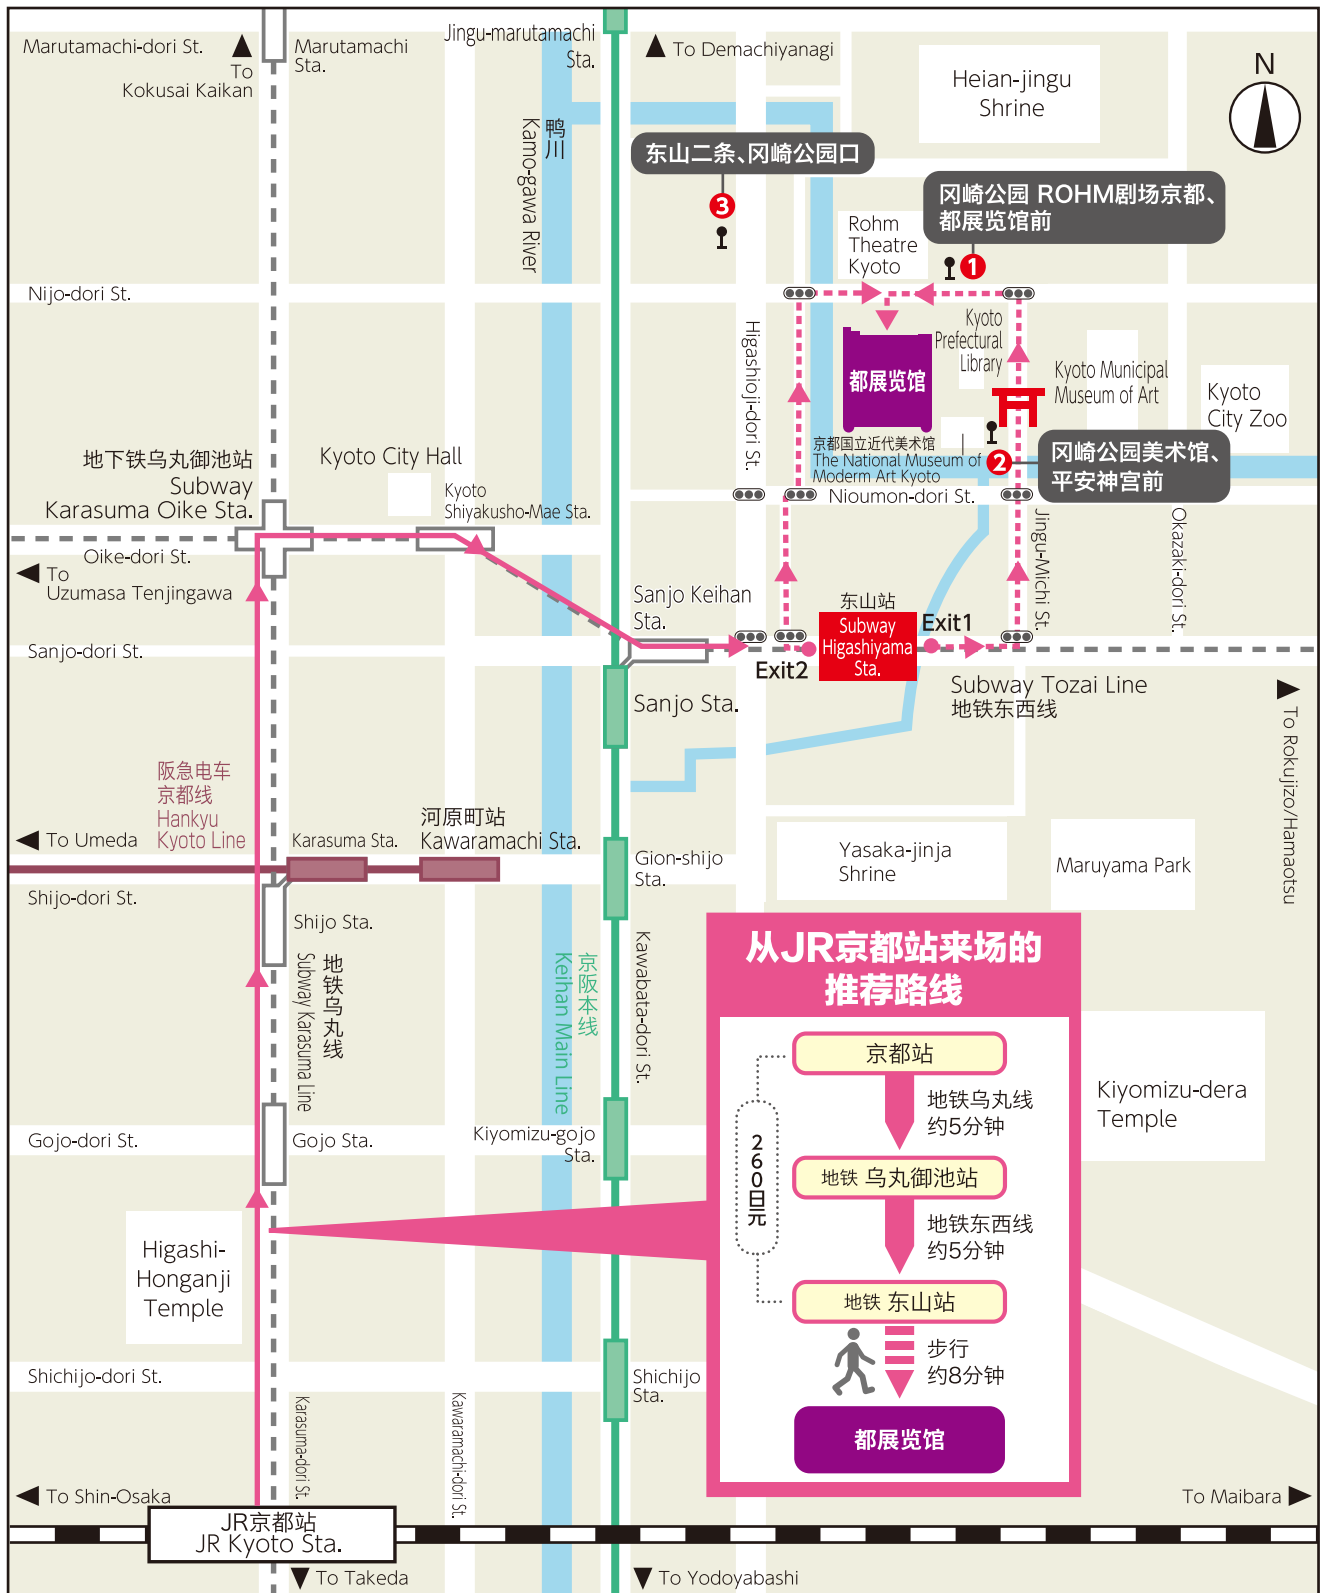 Marutamachi-dori St.
To
Kokusai Kaikan
Marutamachi
Sta.
Jingu-marutamachi
Sta.
To Demachiyanagi
Heian-jingu
Shrine
N
鸭川
Kamo-gawa River
东山二条、冈崎公园口
3
冈崎公园 ROHM剧场京都、
都展览馆前
1
Rohm
Theatre
Kyoto
Nijo-dori St.
Higashioji-dori St.
Kyoto
Prefectural
Library
都展览馆
Kyoto Municipal
Museum of Art
Kyoto
City Zoo
京都国立近代美术馆
The National Museum of
Modern Art Kyoto
2
冈崎公园美术馆、
平安神宫前
Nioumon-dori St.
Jingu-Michi St.
Okazaki-dori St.
地下铁乌丸御池站
Subway
Karasuma Oike Sta.
Kyoto City Hall
Kyoto
Shiyakusho-Mae Sta.
Oike-dori St.
To
Uzumasa Tenjingawa
Sanjo Keihan
Sta.
东山站
Subway
Higashiyama
Sta.
Exit1
Exit2
Sanjo-dori St.
Sanjo Sta.
Subway Tozai Line
地铁东西线
To Rokujizo/Hamaotsu
阪急电车
京都线
Hankyu
Kyoto Line
To Umeda
Karasuma Sta.
河原町站
Kawaramachi Sta.
Gion-shijo
Sta.
Yasaka-jinja
Shrine
Maruyama Park
Shijo-dori St.
Shijo Sta.
地铁乌丸线
Subway Karasuma Line
京阪本线
Keihan Main Line
Kawabata-dori St.
从JR京都站来场的
推荐路线
京都站
地铁乌丸线
约5分钟
地铁 乌丸御池站
260日元
地铁东西线
约5分钟
地铁 东山站
步行
约8分钟
都展览馆
Kiyomizu-dera
Temple
Gojo-dori St.
Gojo Sta.
Kiyomizu-gojo
Sta.
Higashi-
Honganji
Temple
Shichijo-dori St.
Shichijo
Sta.
Karasuma-dori St.
Kawaramachi-dori St.
To Shin-Osaka
To Maibara
JR京都站
JR Kyoto Sta.
To Takeda
To Yodoyabashi